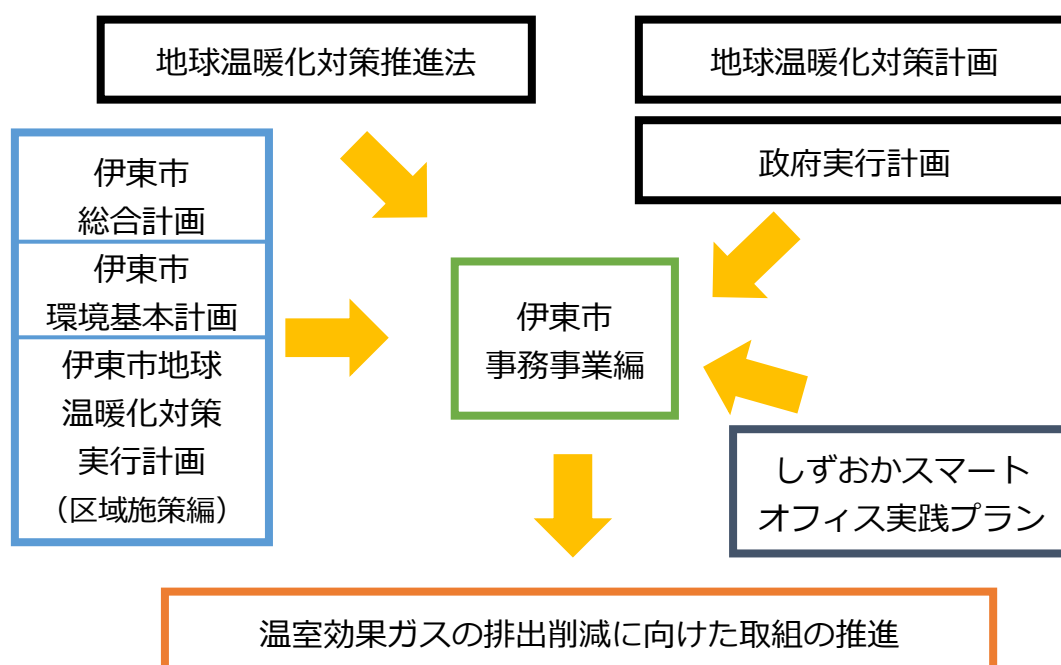 地球温暖化対策推進法
地球温暖化対策計画
政府実行計画
伊東市
総合計画
伊東市
環境基本計画
伊東市地球
温暖化対策
実行計画
（区域施策編）
伊東市
事務事業編
しずおかスマート
オフィス実践プラン
温室効果ガスの排出削減に向けた取組の推進